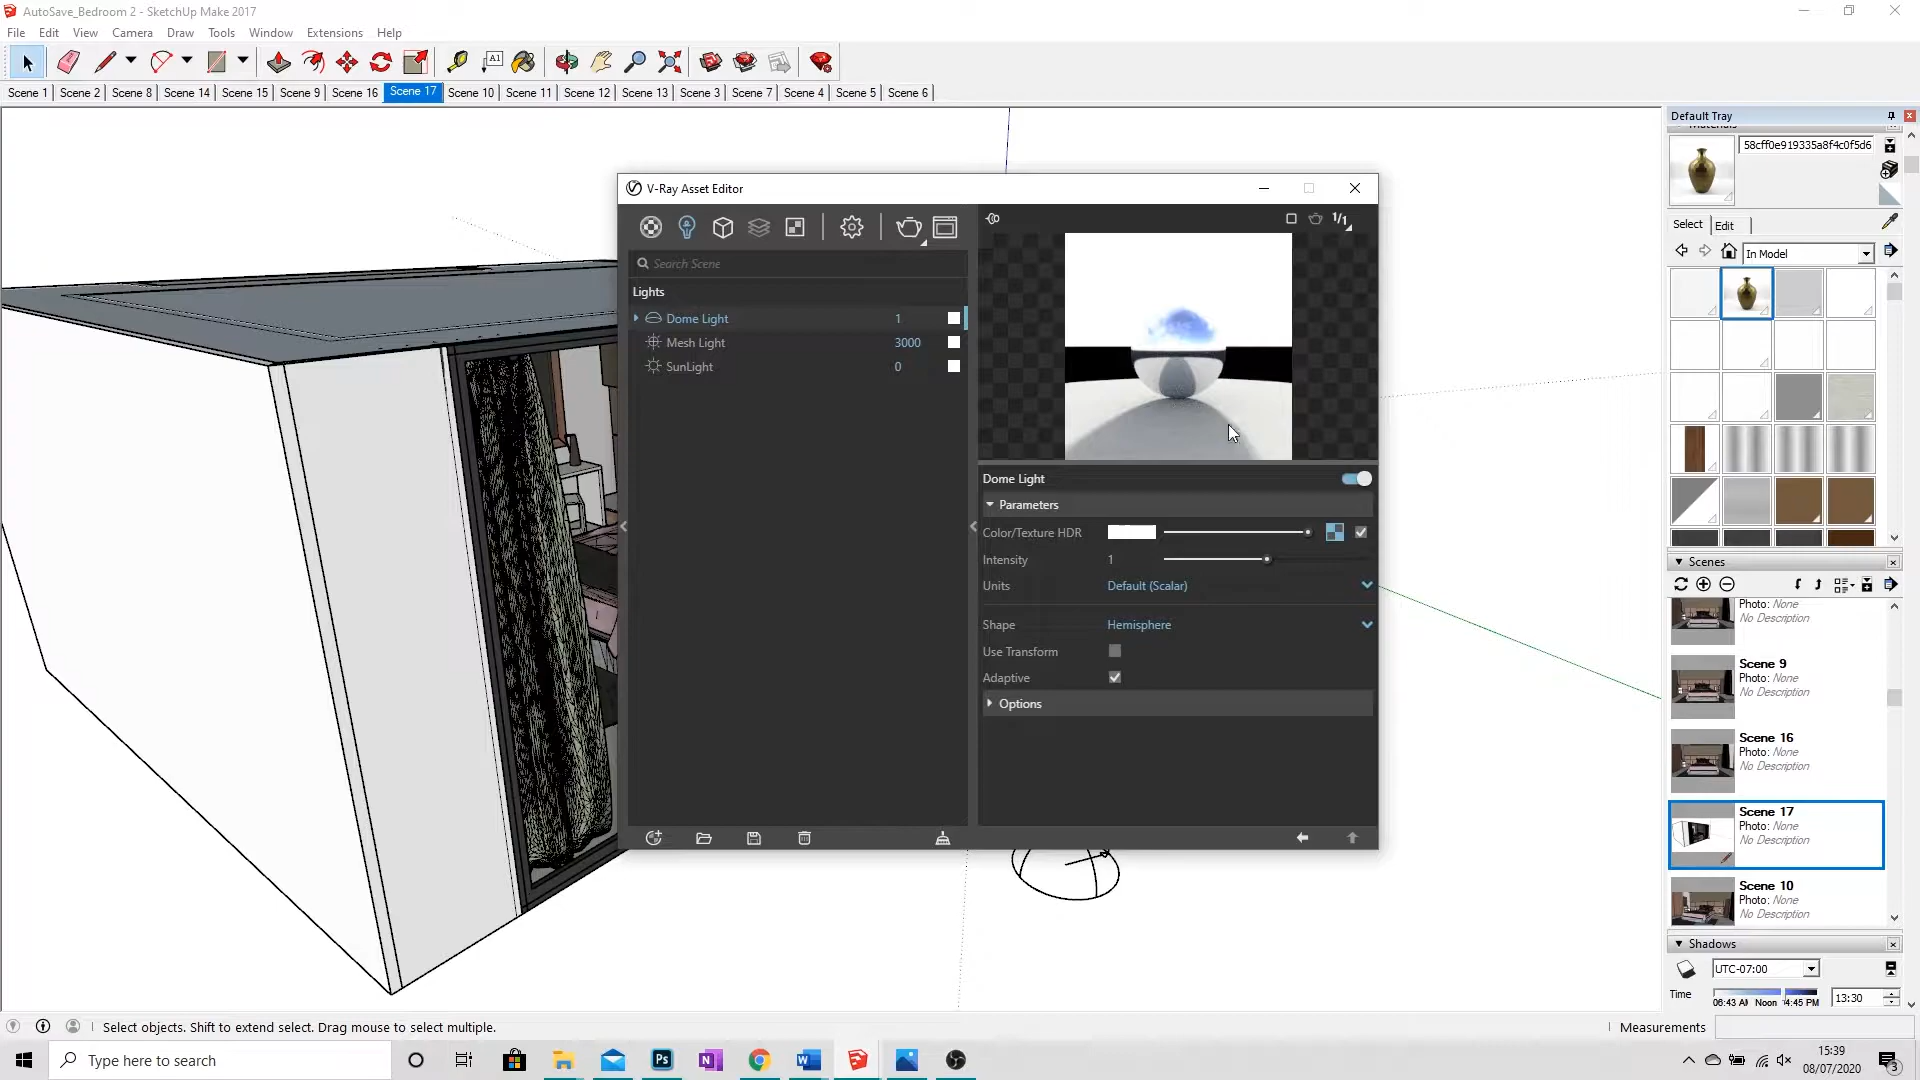 AutoSave_Bedroom 2 - SketchUp Make 2017
File Edit View Camera Draw Tools Window Extensions Help
A1
Scene 1 Scene 2 Scene 8 Scene 14 Scene 15 Scene 9 Scene 16 Scene 17 Scene 10 Scene 11 Scene 12 Scene 13 Scene 3 Scene 7 Scene 4 Scene 5 Scene 6
V-Ray Asset Editor
Search Scene
Lights
Dome Light 1
Mesh Light 3000
SunLight 0
1/1
Dome Light
Parameters
Color/Texture HDR
Intensity 1
Units Default (Scalar)
Shape Hemisphere
Use Transform
Adaptive
Options
Default Tray
Materials
58cff0e919335a8f4c0f5d6
Select Edit
In Model
Scenes
Photo: None
No Description
Scene 9
Photo: None
No Description
Scene 16
Photo: None
No Description
Scene 17
Photo: None
No Description
Scene 10
Photo: None
No Description
Shadows
UTC-07:00
Time 06:43 AM Noon 4:45 PM 13:30
Select objects. Shift to extend select. Drag mouse to select multiple.
Measurements
Type here to search
15:39
08/07/2020
3